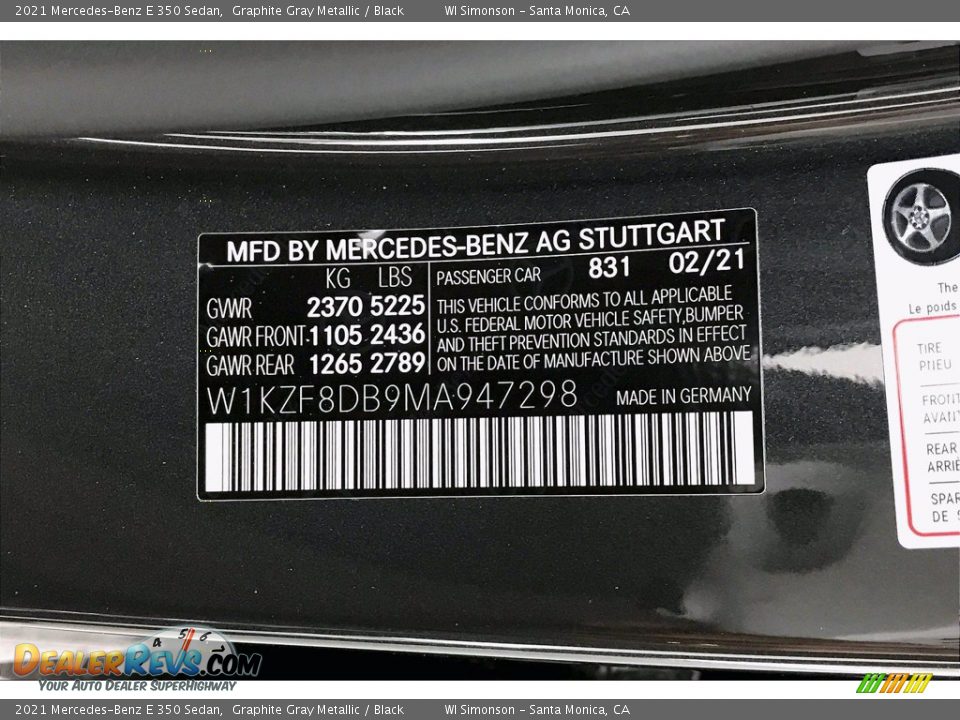 2021 Mercedes-Benz E 350 Sedan,  Graphite Gray Metallic / Black  WI Simonson - Santa Monica, CA
MFD BY MERCEDES-BENZ AG STUTTGART
KG LBS
GVWR 2370 5225
GAWR FRONT 1105 2436
GAWR REAR 1265 2789
PASSENGER CAR 831 02/21
THIS VEHICLE CONFORMS TO ALL APPLICABLE
U.S. FEDERAL MOTOR VEHICLE SAFETY,BUMPER
AND THEFT PREVENTION STANDARDS IN EFFECT
ON THE DATE OF MANUFACTURE SHOWN ABOVE
W1KZF8DB9MA947298 MADE IN GERMANY
The
Le poids
TIRE
PNEU
FRONT
AVANT
REAR
ARRIÈ
SPAR
DE
4 5 6
DEALERREVS.COM
YOUR AUTO DEALER SUPERHIGHWAY
2021 Mercedes-Benz E 350 Sedan,  Graphite Gray Metallic / Black  WI Simonson - Santa Monica, CA